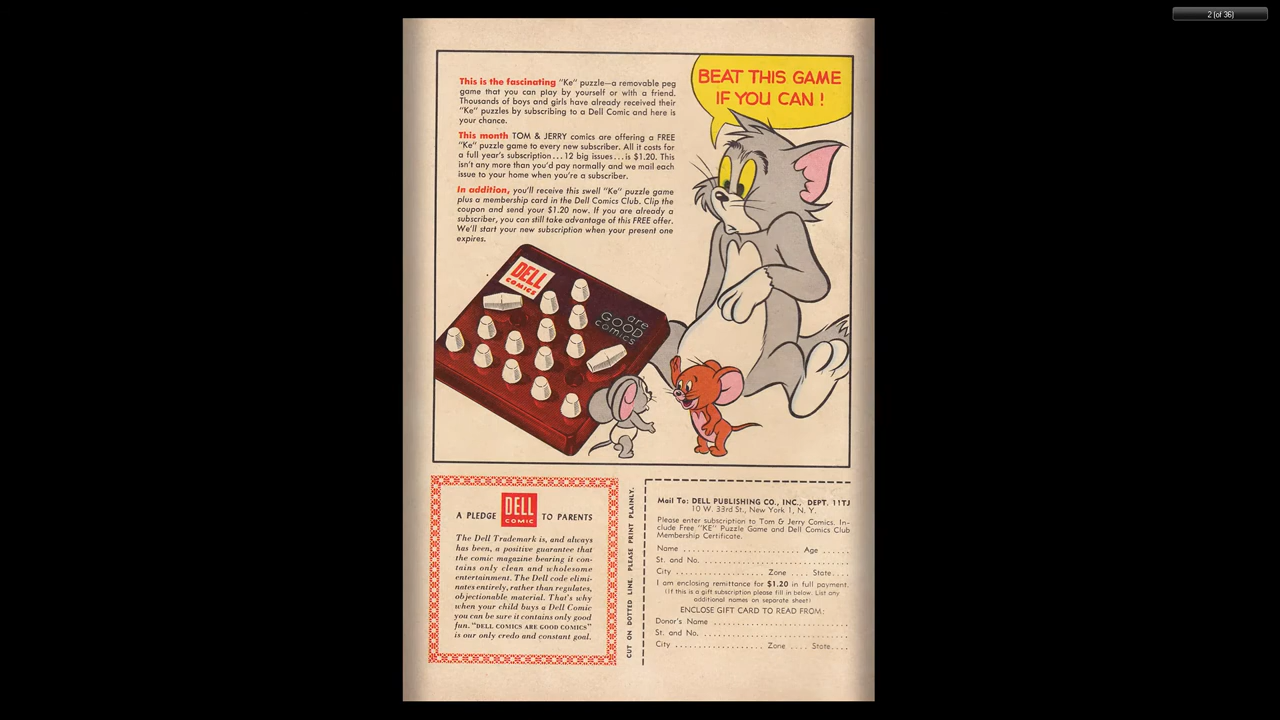 2 (of 36)
BEAT THIS GAME
IF YOU CAN !
This is the fascinating "Ke" puzzle—a removable peg
game that you can play by yourself or with a friend.
Thousands of boys and girls have already received their
"Ke" puzzles by subscribing to a Dell Comic and here is
your chance.
This month TOM & JERRY comics are offering a FREE
"Ke" puzzle game to every new subscriber. All it costs for
a full year's subscription...12 big issues...is $1.20. This
isn't any more than you'd pay normally and we mail each
issue to your home when you're a subscriber.
In addition, you'll receive this swell "Ke" puzzle game
plus a membership card in the Dell Comics Club. Clip the
coupon and send your $1.20 now. If you are already a
subscriber, you can still take advantage of this FREE offer.
We'll start your new subscription when your present one
expires.
DELL
COMICS
are
GOOD
comics
A PLEDGE DELL COMIC TO PARENTS
The Dell Trademark is, and always
has been, a positive guarantee that
the comic magazine bearing it con-
tains only clean and wholesome
entertainment. The Dell code elimi-
nates entirely, rather than regulates,
objectionable material. That's why
when your child buys a Dell Comic
you can be sure it contains only good
fun. "DELL COMICS ARE GOOD COMICS"
is our only credo and constant goal.
CUT ON DOTTED LINE. PLEASE PRINT PLAINLY.
Mail To: DELL PUBLISHING CO., INC., DEPT. 11TJ
10 W. 33rd St., New York 1, N. Y.
Please enter subscription to Tom & Jerry Comics. In-
clude Free "KE" Puzzle Game and Dell Comics Club
Membership Certificate.
Name ............................ Age ......
St. and No. ...................................
City ..................... Zone .... State....
I am enclosing remittance for $1.20 in full payment.
(If this is a gift subscription please fill in below. List any
additional names on separate sheet)
ENCLOSE GIFT CARD TO READ FROM:
Donor's Name .................................
St. and No. ...................................
City ..................... Zone .... State....